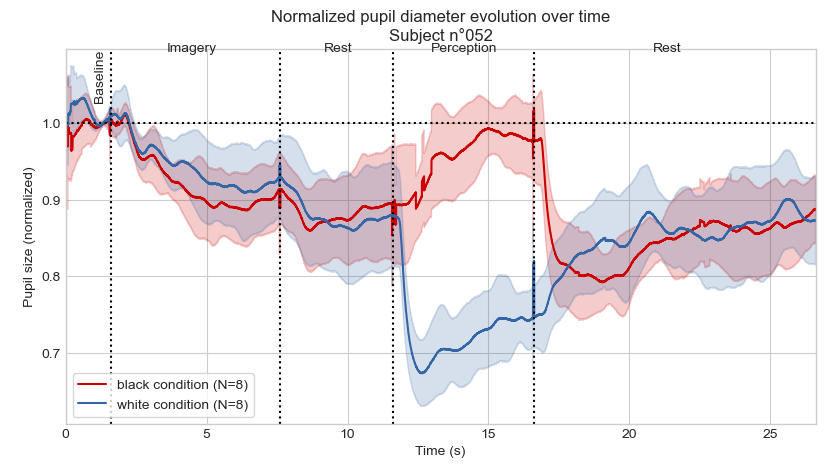 Normalized pupil diameter evolution over time
Subject n°052
Baseline
Imagery
Rest
Perception
Rest
Pupil size (normalized)
1.0
0.9
0.8
0.7
black condition (N=8)
white condition (N=8)
0
5
10
15
20
25
Time (s)